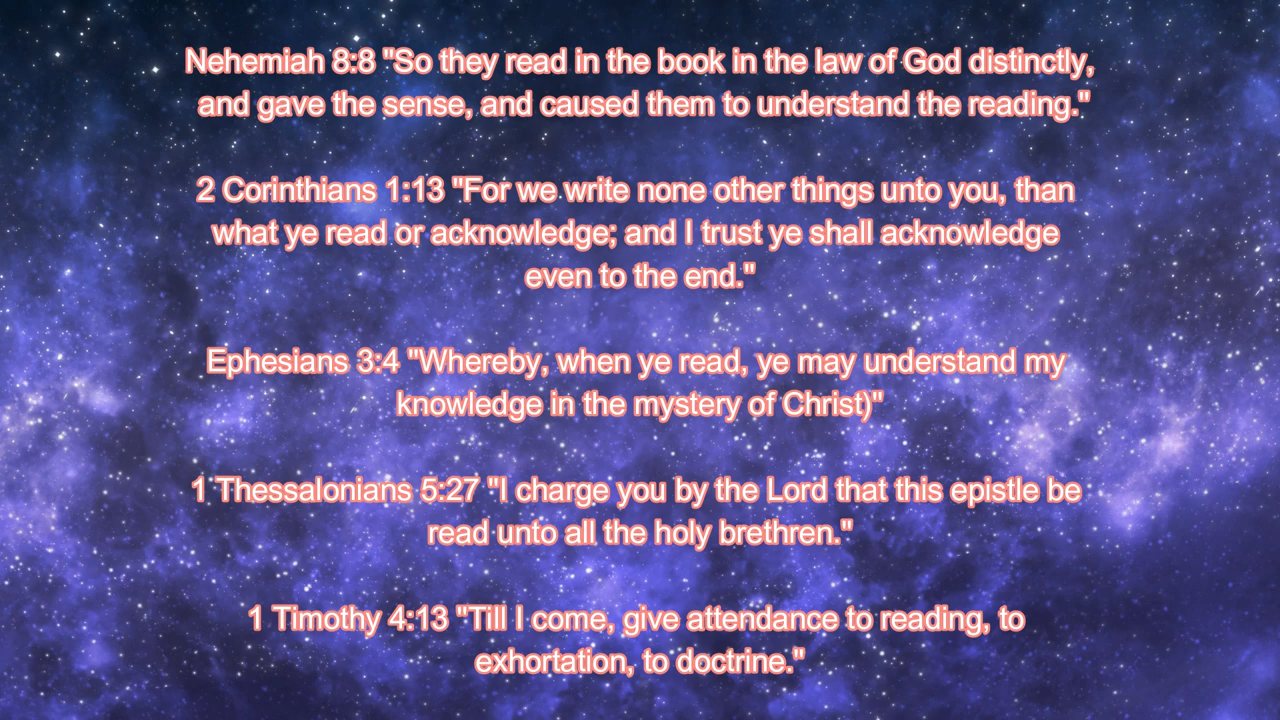 Nehemiah 8:8 "So they read in the book in the law of God distinctly,
and gave the sense, and caused them to understand the reading."
2 Corinthians 1:13 "For we write none other things unto you, than
what ye read or acknowledge; and I trust ye shall acknowledge
even to the end."
Ephesians 3:4 "Whereby, when ye read, ye may understand my
knowledge in the mystery of Christ)"
1 Thessalonians 5:27 "I charge you by the Lord that this epistle be
read unto all the holy brethren."
1 Timothy 4:13 "Till I come, give attendance to reading, to
exhortation, to doctrine."